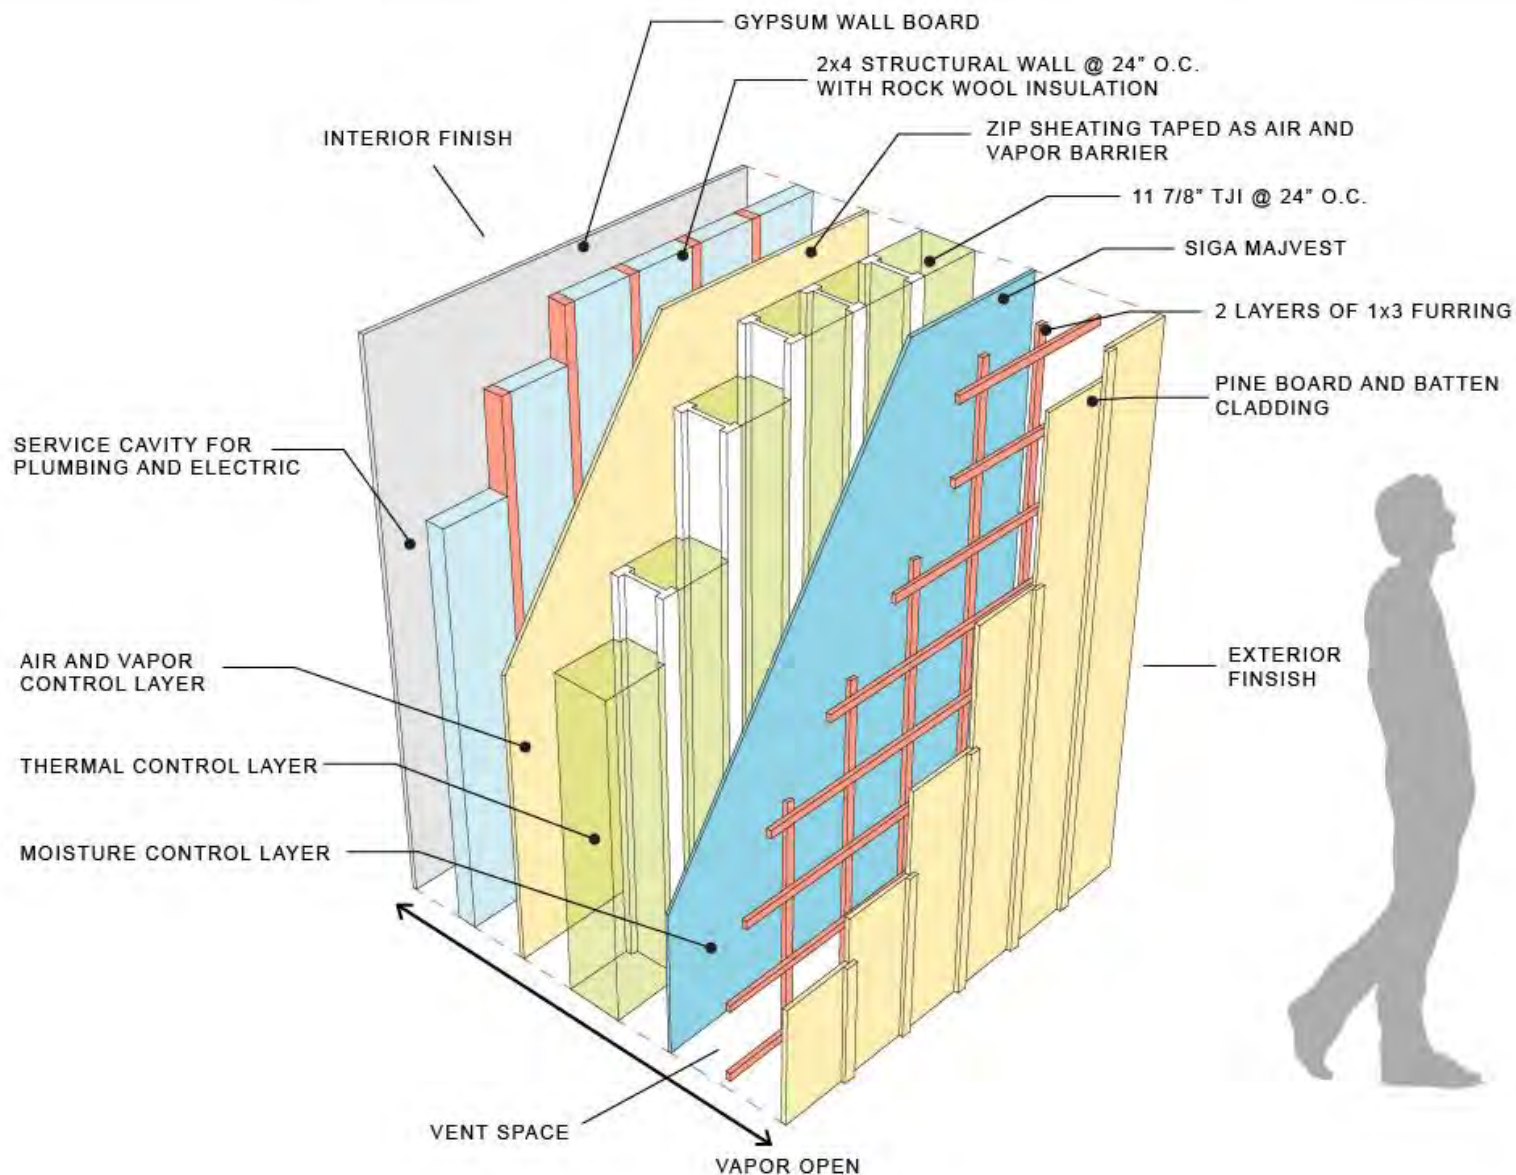 GYPSUM WALL BOARD
2x4 STRUCTURAL WALL @ 24" O.C.
WITH ROCK WOOL INSULATION
INTERIOR FINISH
ZIP SHEATING TAPED AS AIR AND
VAPOR BARRIER
11 7/8" TJI @ 24" O.C.
SIGA MAJVEST
2 LAYERS OF 1x3 FURRING
PINE BOARD AND BATTEN
CLADDING
SERVICE CAVITY FOR
PLUMBING AND ELECTRIC
AIR AND VAPOR
CONTROL LAYER
EXTERIOR
FINSISH
THERMAL CONTROL LAYER
MOISTURE CONTROL LAYER
VENT SPACE
VAPOR OPEN